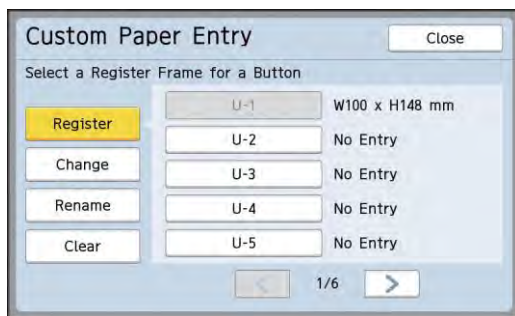 Custom Paper Entry
Close
Select a Register Frame for a Button
Register
Change
Rename
Clear
U-1 W100 x H148 mm
U-2 No Entry
U-3 No Entry
U-4 No Entry
U-5 No Entry
< 1/6 >